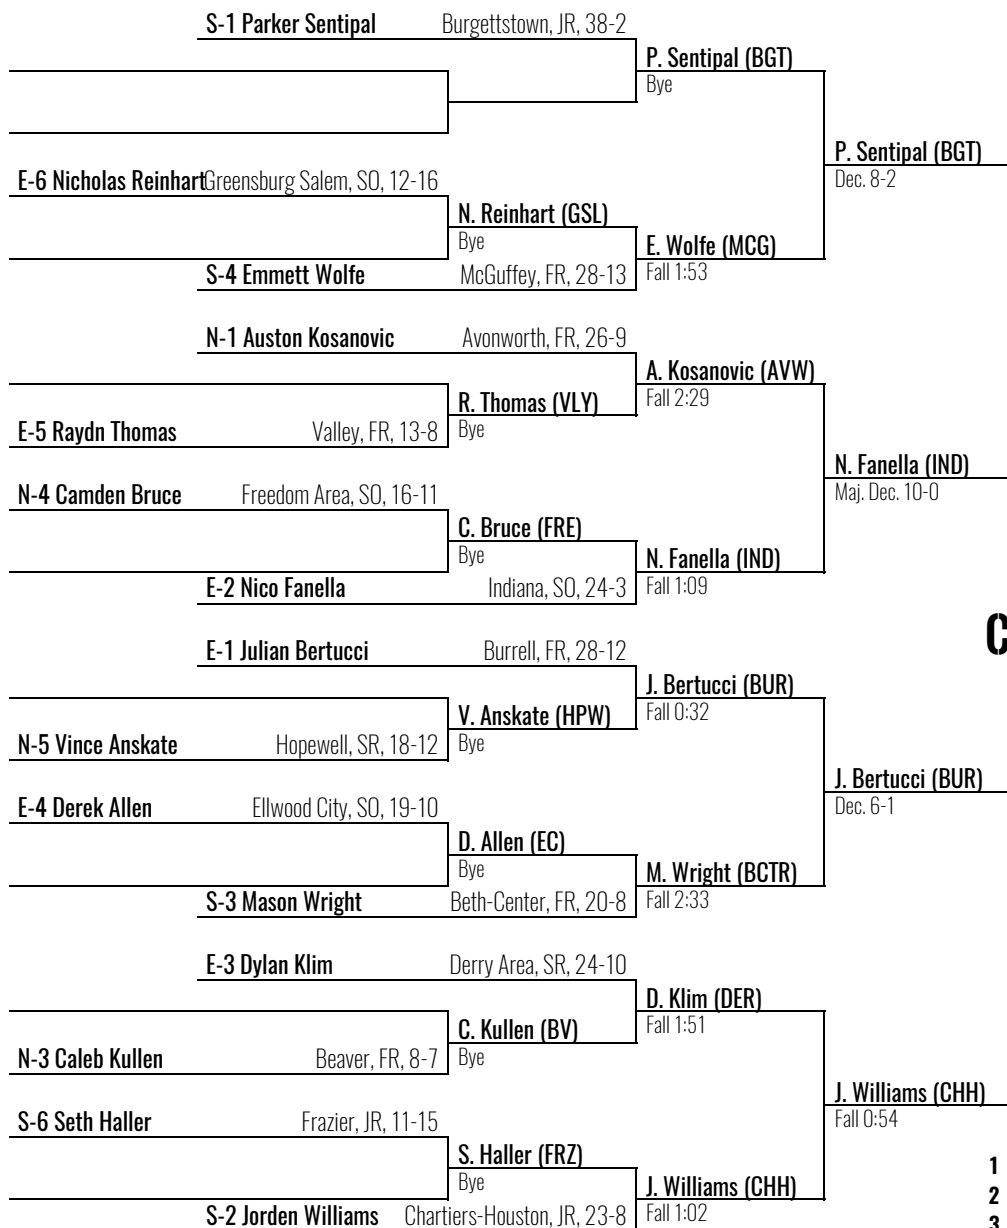 S-1 Parker Sentipal Burgettstown, JR, 38-2
P. Sentipal (BGT)
Bye
P. Sentipal (BGT)
Dec. 8-2
E-6 Nicholas Reinhart Greensburg Salem, SO, 12-16
N. Reinhart (GSL)
Bye
E. Wolfe (MCG)
Fall 1:53
S-4 Emmett Wolfe McGuffey, FR, 28-13
N-1 Auston Kosanovic Avonworth, FR, 26-9
A. Kosanovic (AVW)
Fall 2:29
R. Thomas (VLY)
Bye
E-5 Raydn Thomas Valley, FR, 13-8
N. Fanella (IND)
Maj. Dec. 10-0
N-4 Camden Bruce Freedom Area, SO, 16-11
C. Bruce (FRE)
Bye
N. Fanella (IND)
Fall 1:09
E-2 Nico Fanella Indiana, SO, 24-3
C
E-1 Julian Bertucci Burrell, FR, 28-12
J. Bertucci (BUR)
Fall 0:32
V. Anskate (HPW)
Bye
N-5 Vince Anskate Hopewell, SR, 18-12
J. Bertucci (BUR)
Dec. 6-1
E-4 Derek Allen Ellwood City, SO, 19-10
D. Allen (EC)
Bye
M. Wright (BCTR)
Fall 2:33
S-3 Mason Wright Beth-Center, FR, 20-8
E-3 Dylan Klim Derry Area, SR, 24-10
D. Klim (DER)
Fall 1:51
C. Kullen (BV)
Bye
N-3 Caleb Kullen Beaver, FR, 8-7
J. Williams (CHH)
Fall 0:54
S-6 Seth Haller Frazier, JR, 11-15
S. Haller (FRZ)
Bye
J. Williams (CHH)
Fall 1:02
S-2 Jorden Williams Chartiers-Houston, JR, 23-8
1
2
3